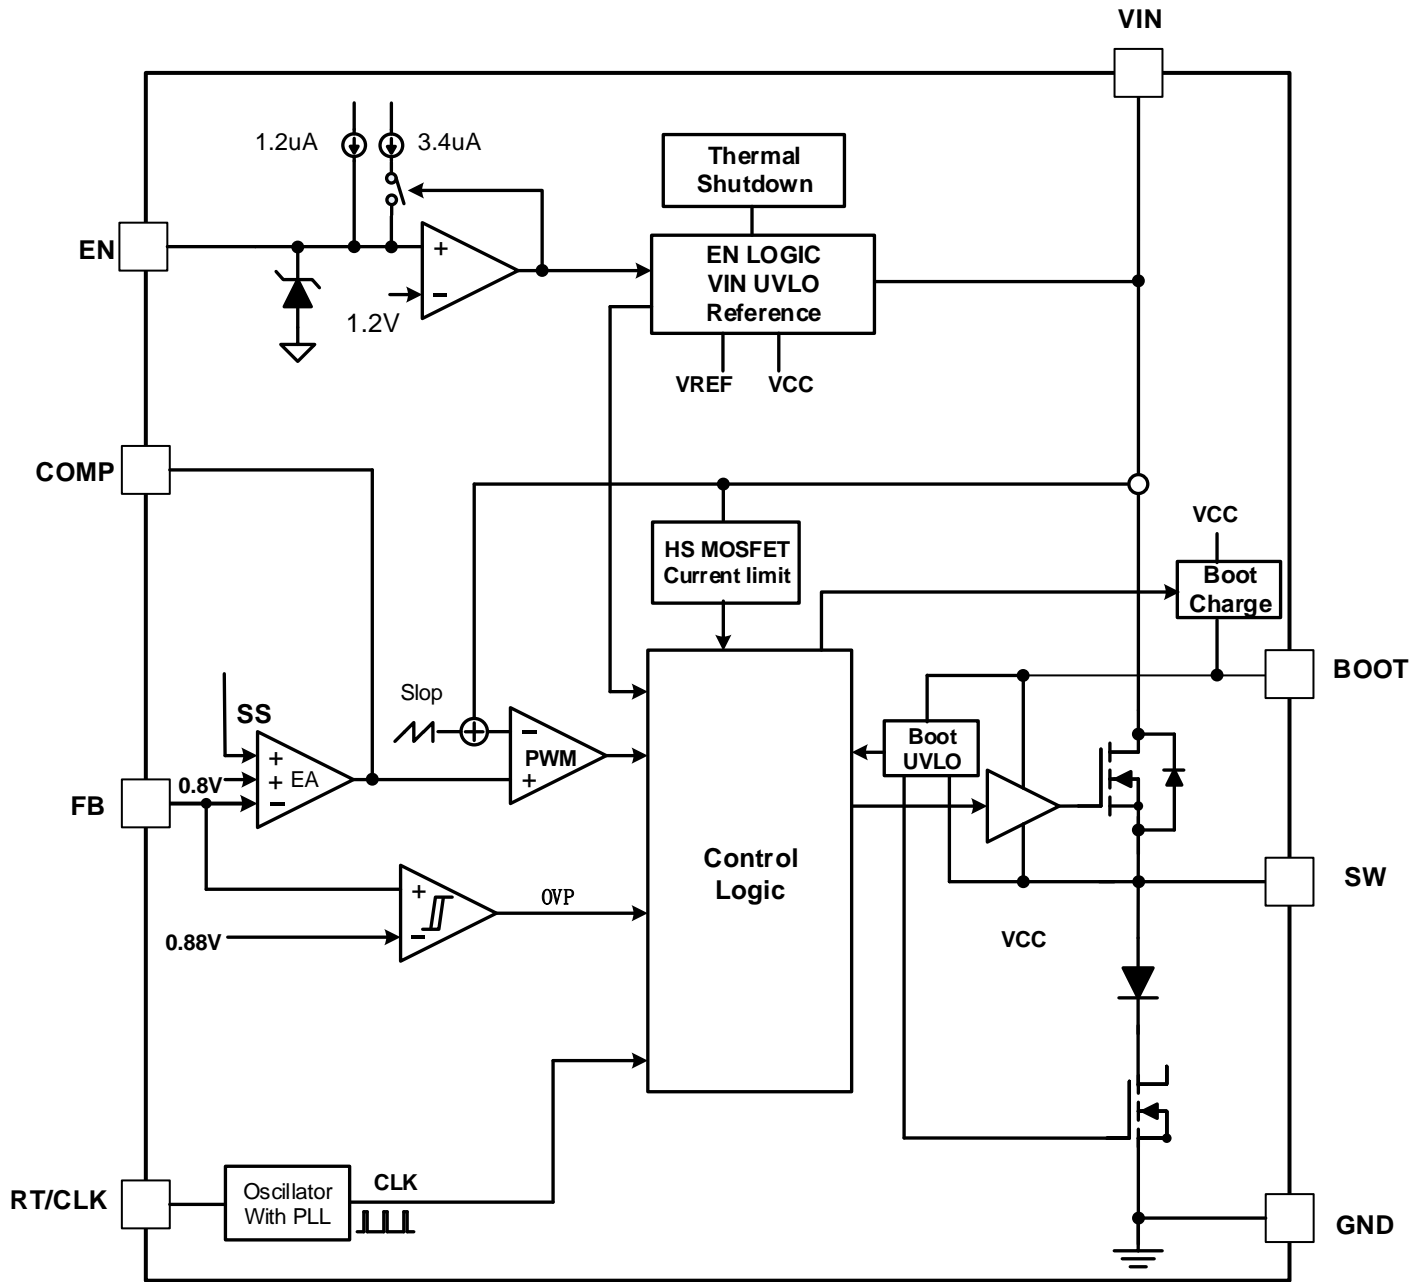 VIN
1.2uA
3.4uA
Thermal
Shutdown
EN
+
−
1.2V
EN LOGIC
VIN UVLO
Reference
VREF
VCC
COMP
HS MOSFET
Current limit
VCC
Boot
Charge
BOOT
Slop
SS
+
+
−
EA
0.8V
FB
−
+
PWM
Boot
UVLO
Control
Logic
SW
+
−
OVP
0.88V
VCC
RT/CLK
Oscillator
With PLL
CLK
GND